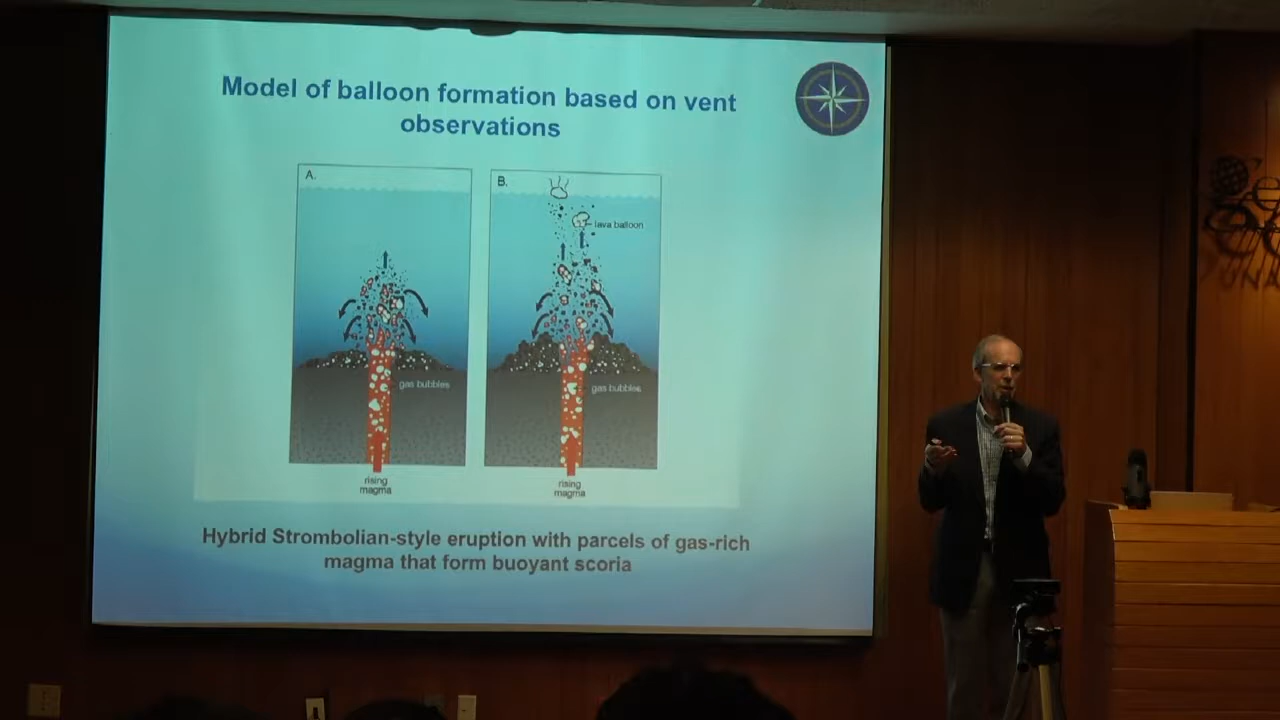 Model of balloon formation based on vent
observations
A.
B.
lava balloon
gas bubbles
gas bubbles
rising
magma
rising
magma
Hybrid Strombolian-style eruption with parcels of gas-rich
magma that form buoyant scoria